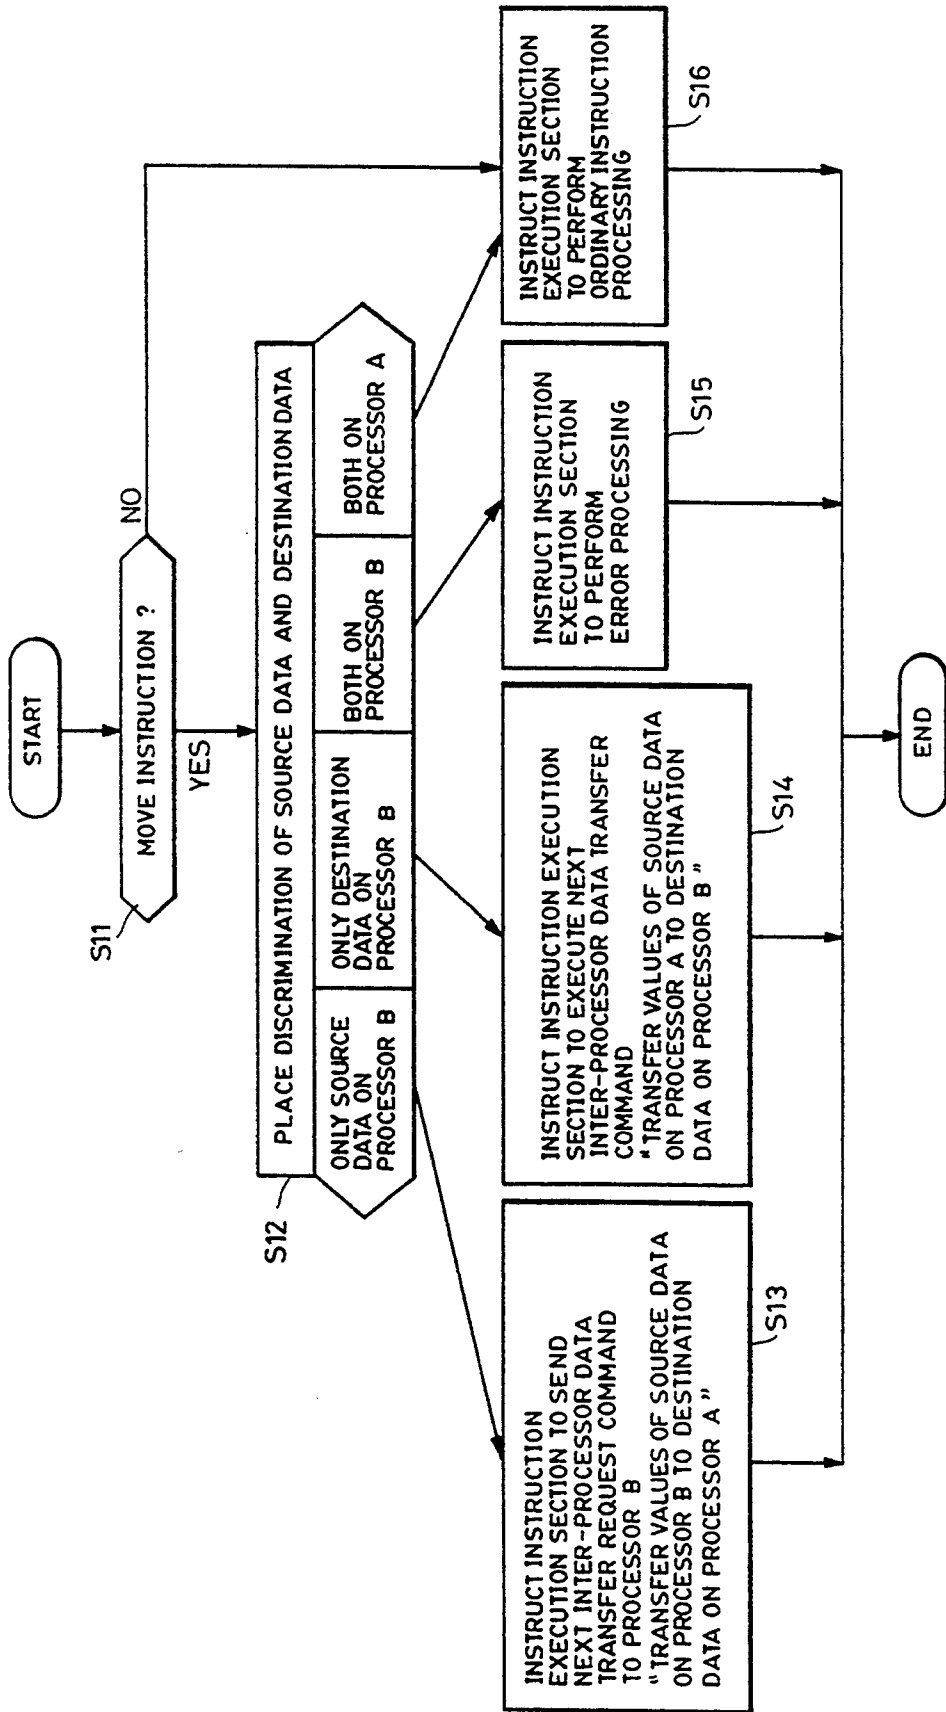 START
MOVE INSTRUCTION ?
S11
NO
YES
PLACE DISCRIMINATION OF SOURCE DATA AND DESTINATION DATA
S12
ONLY SOURCE
DATA ON
PROCESSOR B
ONLY DESTINATION
DATA ON
PROCESSOR B
BOTH ON
PROCESSOR B
BOTH ON
PROCESSOR A
INSTRUCT INSTRUCTION
EXECUTION SECTION TO SEND
NEXT INTER-PROCESSOR DATA
TRANSFER REQUEST COMMAND
TO PROCESSOR B
"TRANSFER VALUES OF SOURCE DATA
ON PROCESSOR B TO DESTINATION
DATA ON PROCESSOR A"
S13
INSTRUCT INSTRUCTION EXECUTION
SECTION TO EXECUTE NEXT
INTER-PROCESSOR DATA TRANSFER
COMMAND
"TRANSFER VALUES OF SOURCE DATA
ON PROCESSOR A TO DESTINATION
DATA ON PROCESSOR B"
S14
INSTRUCT INSTRUCTION
EXECUTION SECTION
TO PERFORM
ERROR PROCESSING
S15
INSTRUCT INSTRUCTION
EXECUTION SECTION
TO PERFORM
ORDINARY INSTRUCTION
PROCESSING
S16
END